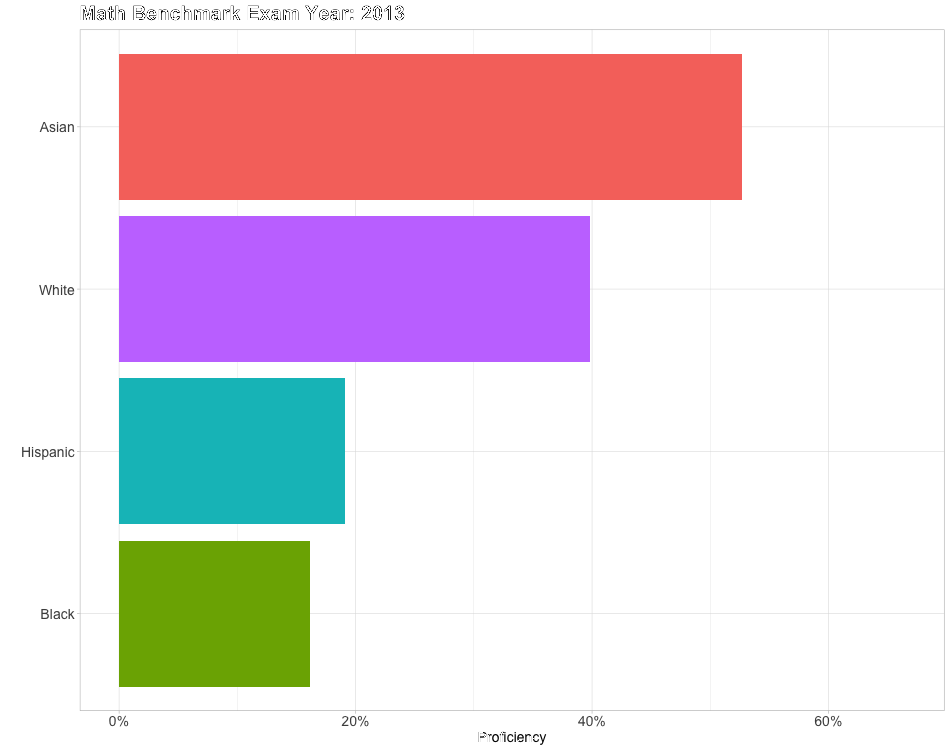 Math Benchmark Exam Year: 2013
Asian
White
Hispanic
Black
0% 20% 40% 60%
Proficiency